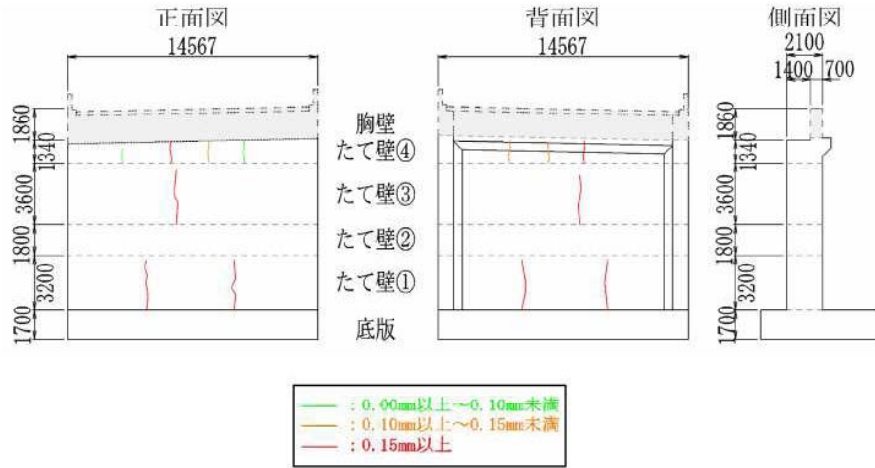 正面図
14567
1860
1340
3600
1800
3200
1700
胸壁
たて壁④
たて壁③
たて壁②
たて壁①
底版
背面図
14567
側面図
2100
1400
700
1860
1340
3600
1800
3200
1700
: 0.00mm以上～0.10mm未満
: 0.10mm以上～0.15mm未満
: 0.15mm以上